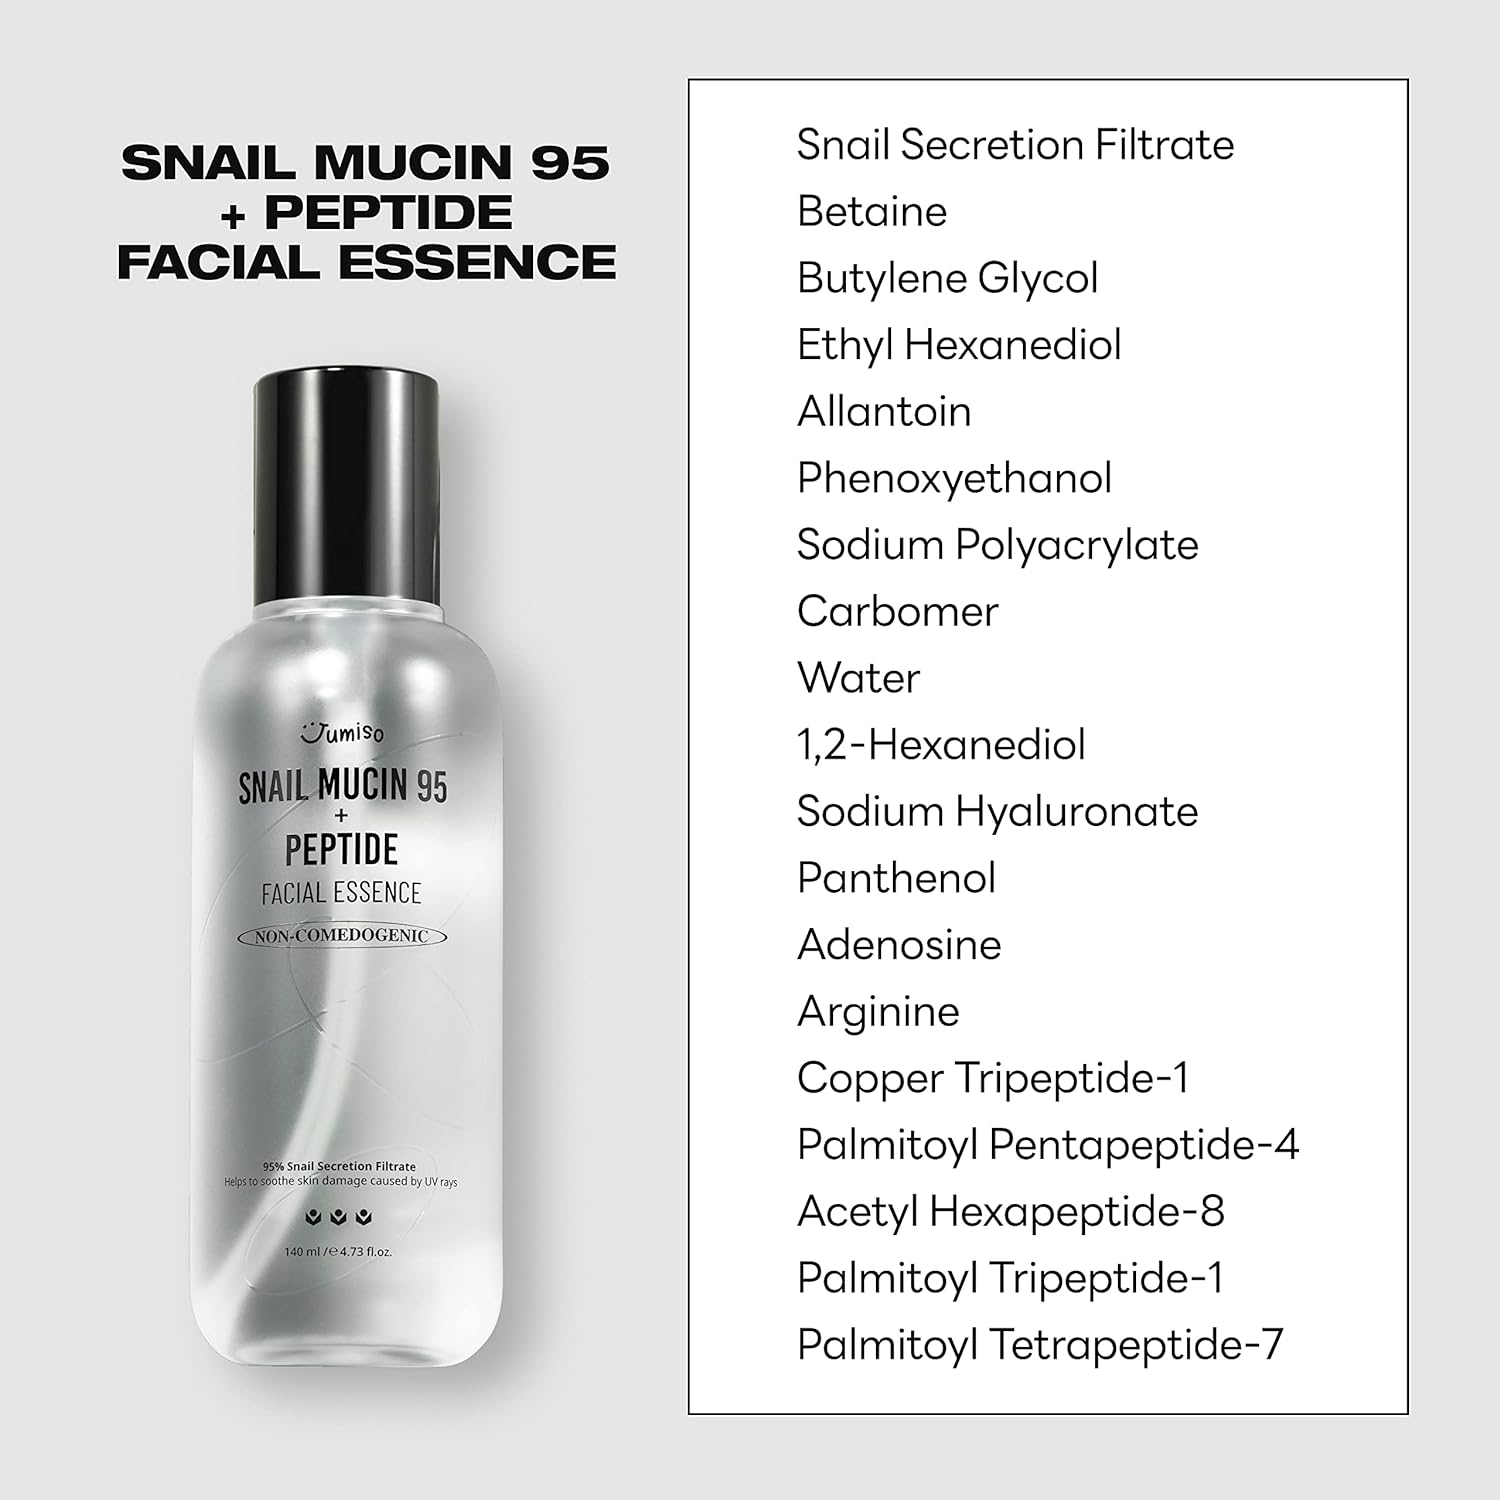 SNAIL MUCIN 95
+ PEPTIDE
FACIAL ESSENCE
Jumiso
SNAIL MUCIN 95
+
PEPTIDE
FACIAL ESSENCE
NON-COMEDOGENIC
95% Snail Secretion Filtrate
Helps to soothe skin damage caused by UV rays
140 ml /℮ 4.73 fl.oz.
Snail Secretion Filtrate
Betaine
Butylene Glycol
Ethyl Hexanediol
Allantoin
Phenoxyethanol
Sodium Polyacrylate
Carbomer
Water
1,2-Hexanediol
Sodium Hyaluronate
Panthenol
Adenosine
Arginine
Copper Tripeptide-1
Palmitoyl Pentapeptide-4
Acetyl Hexapeptide-8
Palmitoyl Tripeptide-1
Palmitoyl Tetrapeptide-7